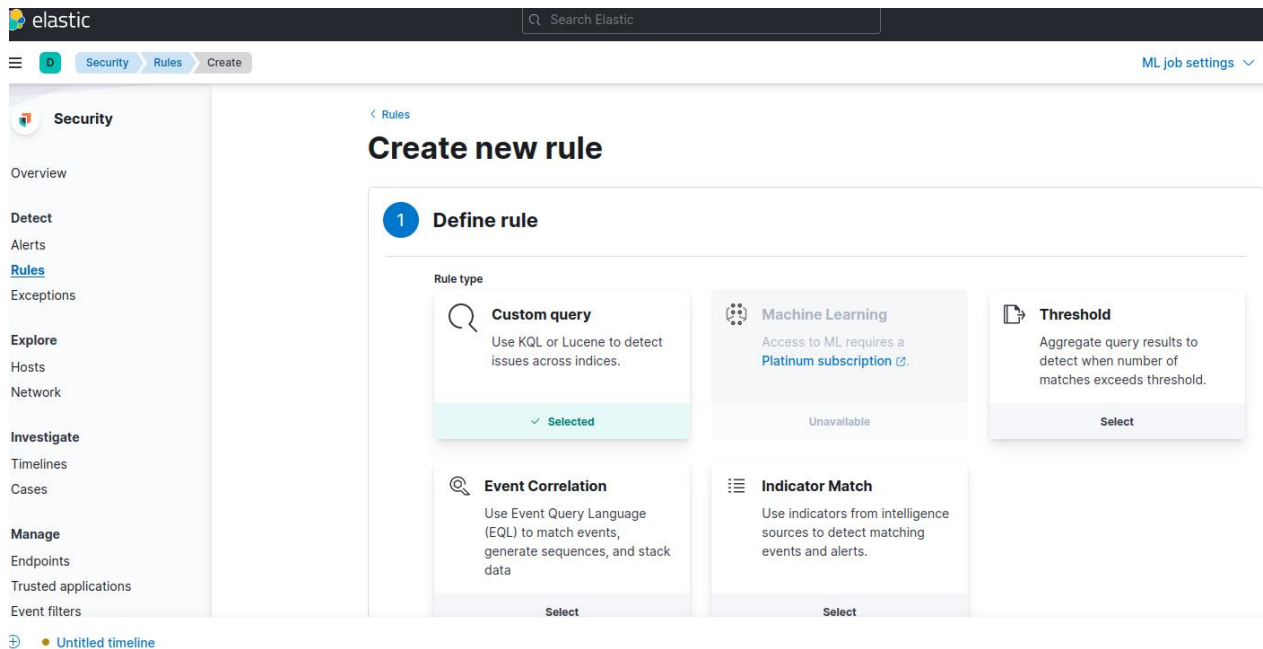 elastic
Search Elastic
D
Security
Rules
Create
ML job settings
Security
Overview
Detect
Alerts
Rules
Exceptions
Explore
Hosts
Network
Investigate
Timelines
Cases
Manage
Endpoints
Trusted applications
Event filters
< Rules
Create new rule
1
Define rule
Rule type
Custom query
Use KQL or Lucene to detect
issues across indices.
Selected
Machine Learning
Access to ML requires a
Platinum subscription.
Unavailable
Threshold
Aggregate query results to
detect when number of
matches exceeds threshold.
Select
Event Correlation
Use Event Query Language
(EQL) to match events,
generate sequences, and stack
data
Select
Indicator Match
Use indicators from intelligence
sources to detect matching
events and alerts.
Select
Untitled timeline